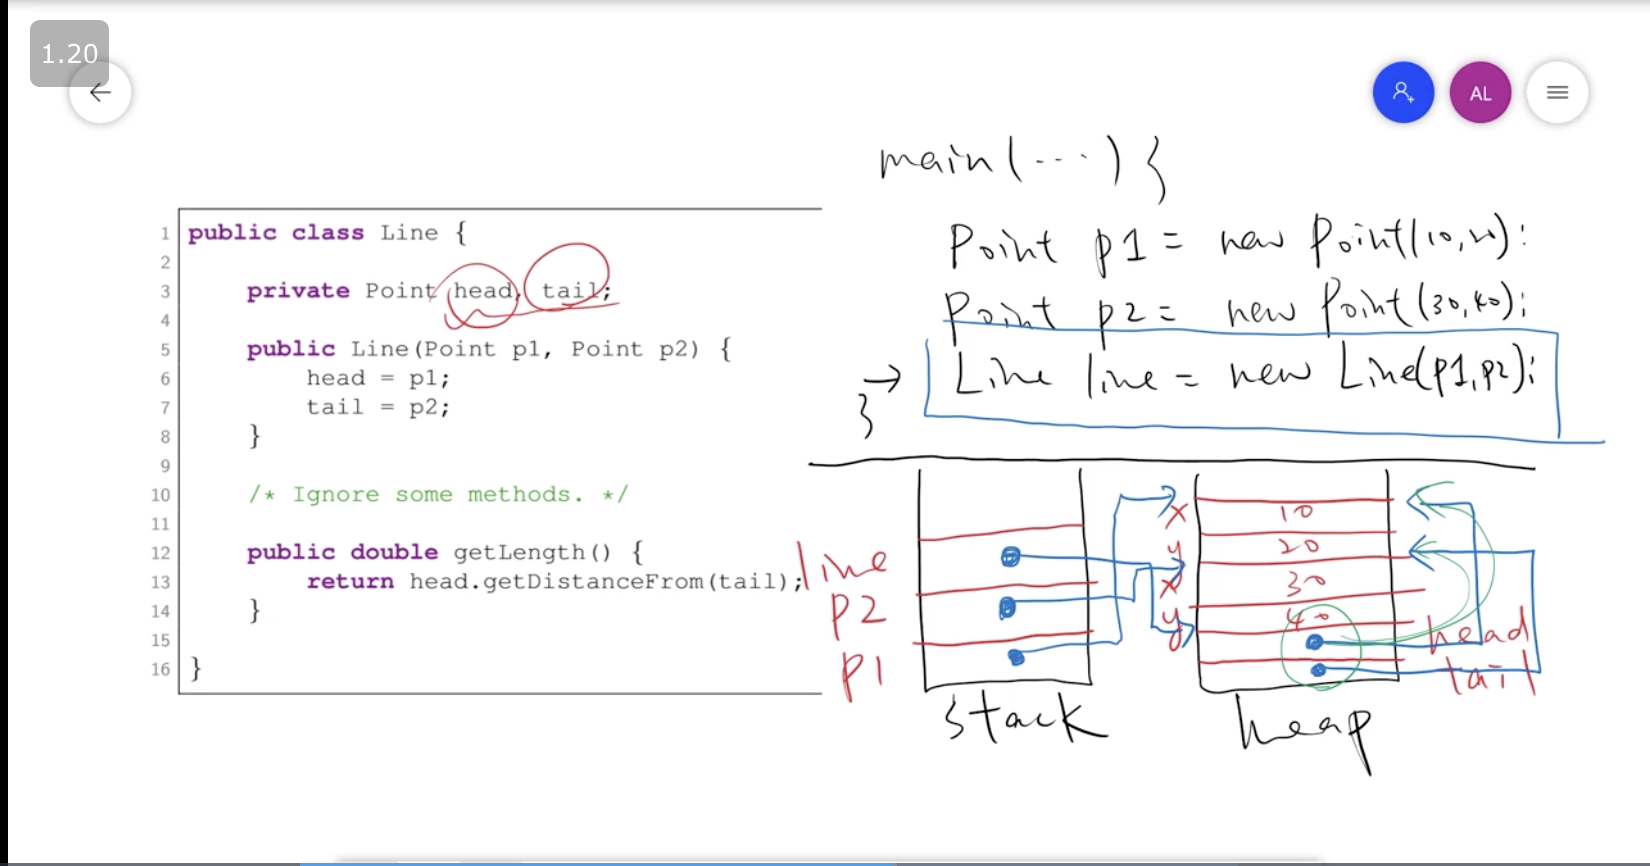 1.20
AL
1 public class Line {
2
3 private Point head, tail;
4
5 public Line(Point p1, Point p2) {
6 head = p1;
7 tail = p2;
8 }
9
10 /* Ignore some methods. */
11
12 public double getLength() {
13 return head.getDistanceFrom(tail);
14 }
15
16 }
main(...) {
Point p1 = new Point(10,20);
Point p2 = new Point(30,40);
→ Line line = new Line(p1,p2);
}
line
p2
p1
stack
x 10
y 20
x 30
y 40
head
tail
heap